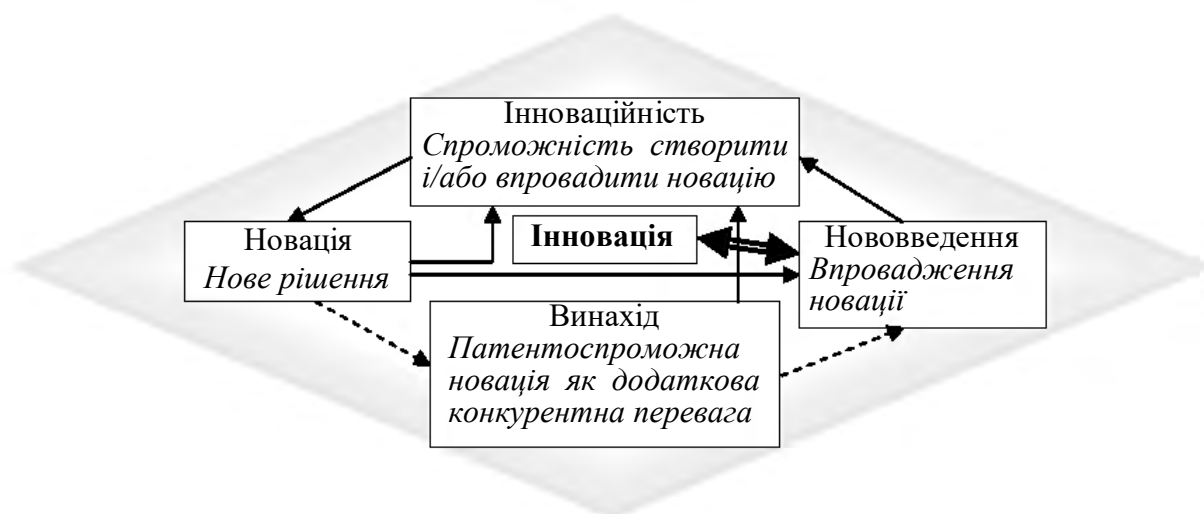 Інноваційність
Спроможність створити
і/або впровадити новацію
Новація
Нове рішення
Інновація
Нововведення
Впровадження
новації
Винахід
Патентоспроможна
новація як додаткова
конкурентна перевага